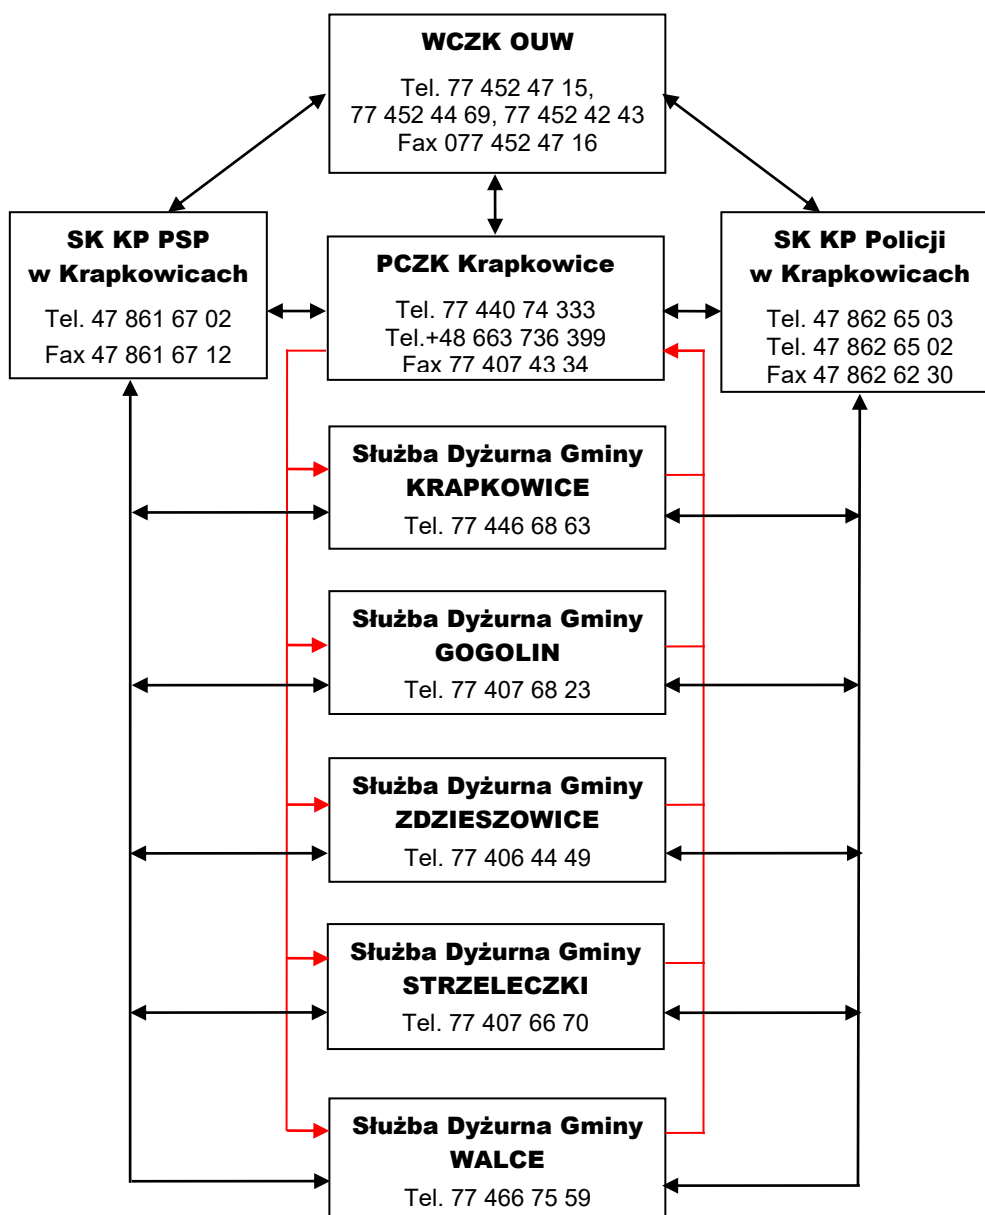 WCZK OUW
Tel. 77 452 47 15,
77 452 44 69, 77 452 42 43
Fax 077 452 47 16
SK KP PSP
w Krapkowicach
Tel. 47 861 67 02
Fax 47 861 67 12
PCZK Krapkowice
Tel. 77 440 74 333
Tel.+48 663 736 399
Fax 77 407 43 34
SK KP Policji
w Krapkowicach
Tel. 47 862 65 03
Tel. 47 862 65 02
Fax 47 862 62 30
Służba Dyżurna Gminy
KRAPKOWICE
Tel. 77 446 68 63
Służba Dyżurna Gminy
GOGOLIN
Tel. 77 407 68 23
Służba Dyżurna Gminy
ZDZIESZOWICE
Tel. 77 406 44 49
Służba Dyżurna Gminy
STRZELECZKI
Tel. 77 407 66 70
Służba Dyżurna Gminy
WALCE
Tel. 77 466 75 59